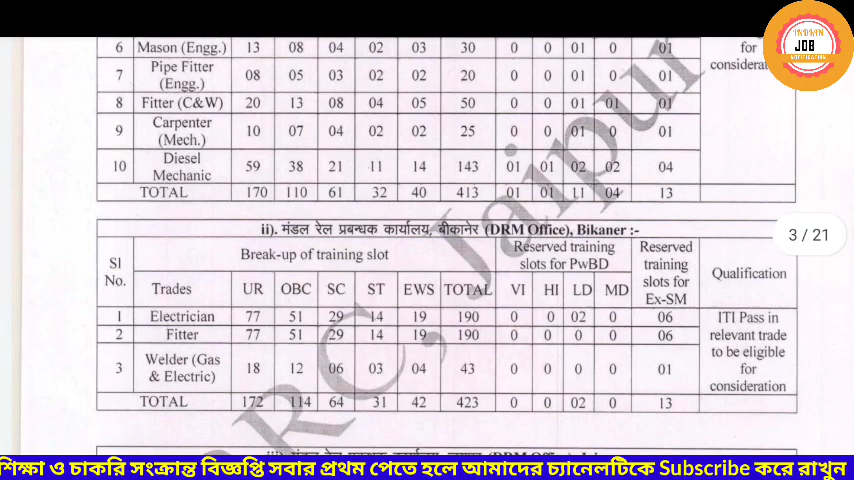 INDIAN
JOB
NOTIFICATION
6 Mason (Engg.) 13 08 04 02 03 30 0 0 01 0 01 for
7 Pipe Fitter (Engg.) 08 05 03 02 02 20 0 0 01 0 01
8 Fitter (C&W) 20 13 08 04 05 50 0 0 01 01 01
9 Carpenter (Mech.) 10 07 04 02 02 25 0 0 01 0 01
10 Diesel Mechanic 59 38 21 11 14 143 01 01 02 02 04
TOTAL 170 110 61 32 40 413 01 01 11 04 13
ii). मंडल रेल प्रबन्धक कार्यालय, बीकानेर (DRM Office), Bikaner :-
3 / 21
Sl No. Break-up of training slot Reserved training slots for PwBD Reserved training slots for Ex-SM Qualification
Trades UR OBC SC ST EWS TOTAL VI HI LD MD
1 Electrician 77 51 29 14 19 190 0 0 02 0 06 ITI Pass in
2 Fitter 77 51 29 14 19 190 0 0 0 0 06 relevant trade
to be eligible
3 Welder (Gas & Electric) 18 12 06 03 04 43 0 0 0 0 01 for
consideration
TOTAL 172 114 64 31 42 423 0 0 02 0 13
RRC, Jaipur
শিক্ষা ও চাকরি সংক্রান্ত বিজ্ঞপ্তি সবার প্রথম পেতে হলে আমাদের চ্যানেলটিকে Subscribe করে রাখুন